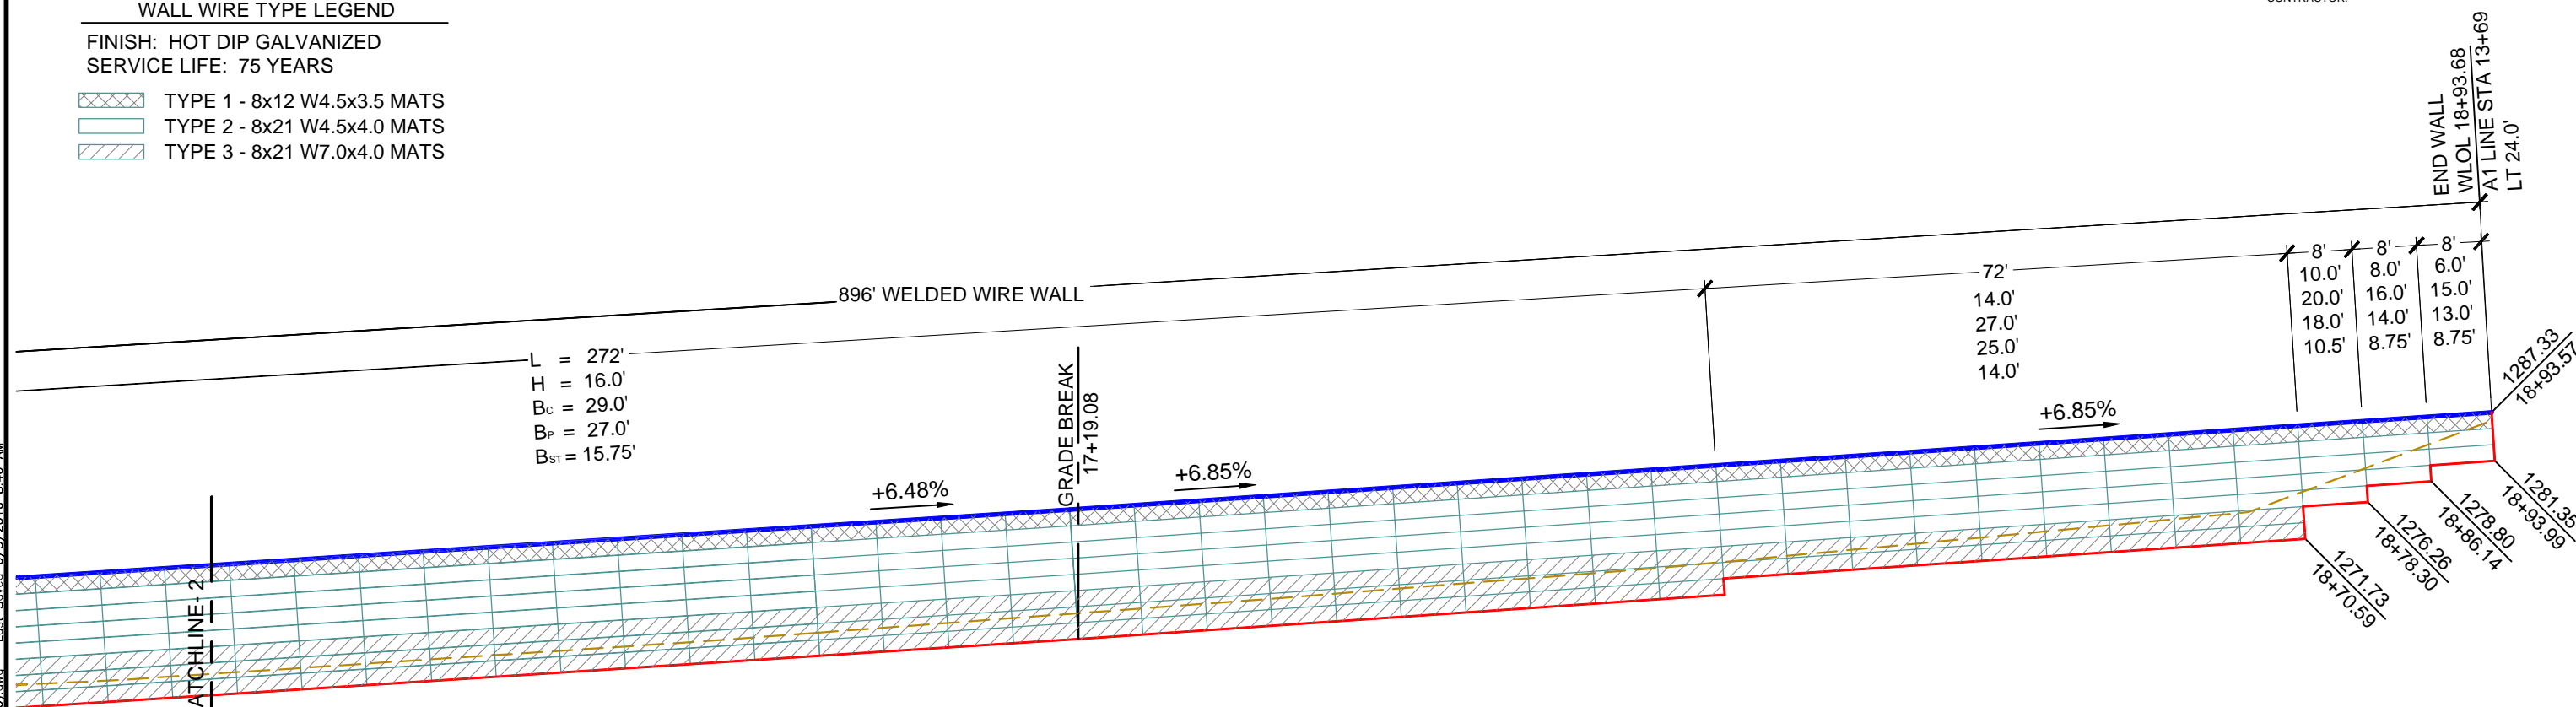 WALL WIRE TYPE LEGEND
FINISH: HOT DIP GALVANIZED
SERVICE LIFE: 75 YEARS
TYPE 1 - 8x12 W4.5x3.5 MATS
TYPE 2 - 8x21 W4.5x4.0 MATS
TYPE 3 - 8x21 W7.0x4.0 MATS
END WALL
WLOL 18+93.68
A1 LINE STA 13+69
LT 24.0'
896' WELDED WIRE WALL
L = 272'
H = 16.0'
BC = 29.0'
BP = 27.0'
BST = 15.75'
72'
14.0'
27.0'
25.0'
14.0'
8'
10.0'
20.0'
18.0'
10.5'
8'
8.0'
16.0'
14.0'
8.75'
8'
6.0'
15.0'
13.0'
8.75'
GRADE BREAK
17+19.08
+6.48%
+6.85%
+6.85%
1287.33
18+93.57
1281.35
18+93.99
1278.80
18+86.14
1276.26
18+78.30
1271.73
18+70.59
ATCHLINE- 2